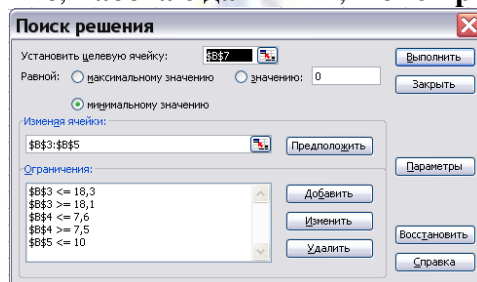 Поиск решения
Установить целевую ячейку: $B$7
Выполнить
Равной: максимальному значению значению: 0
Закрыть
минимальному значению
Изменяя ячейки:
$B$3:$B$5 Предположить
Параметры
Ограничения:
$B$3 <= 18,3
$B$3 >= 18,1
$B$4 <= 7,6
$B$4 >= 7,5
$B$5 <= 10
Добавить
Изменить
Удалить
Восстановить
Справка